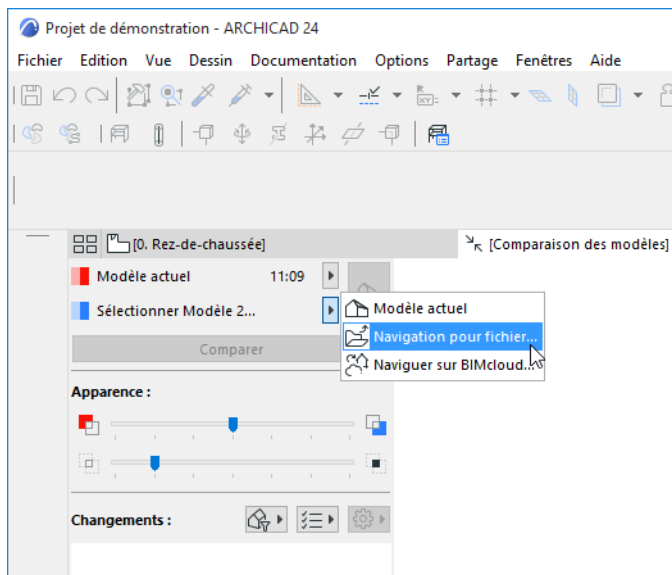 Projet de démonstration - ARCHICAD 24
Fichier Edition Vue Dessin Documentation Options Partage Fenêtres Aide
XY:
[0. Rez-de-chaussée] [Comparaison des modèles]
Modèle actuel 11:09
Sélectionner Modèle 2...
Modèle actuel
Navigation pour fichier...
Naviguer sur BIMcloud...
Comparer
Apparence :
Changements :